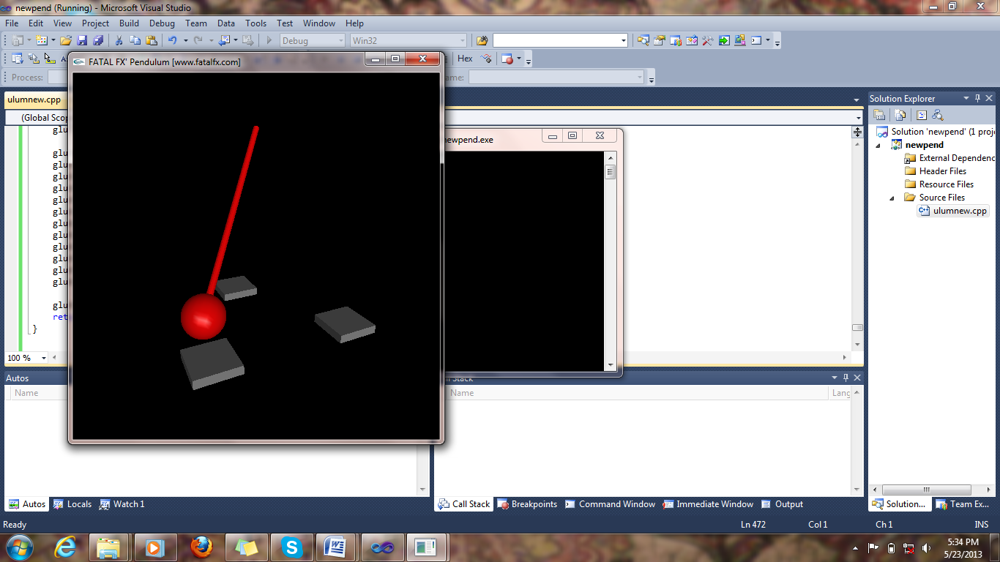 newpend (Running) - Microsoft Visual Studio
File Edit View Project Build Debug Team Data Tools Test Window Help
Debug Win32
Hex
Process:
FATAL FX' Pendulum [www.fatalfx.com]
ulumnew.cpp
(Global Scop
newpend.exe
glu
glu
glu
glu
glu
glu
glu
glu
glu
glu
glu
glu
glu
glu
ret
}
100 %
Solution Explorer
Solution 'newpend' (1 proje
newpend
External Dependenc
Header Files
Resource Files
Source Files
ulumnew.cpp
Autos
Name
Stack
Name Lang
Autos Locals Watch 1
Call Stack Breakpoints Command Window Immediate Window Output
Solution... Team Ex...
Ready Ln 472 Col 1 Ch 1 INS
5:34 PM
5/23/2013